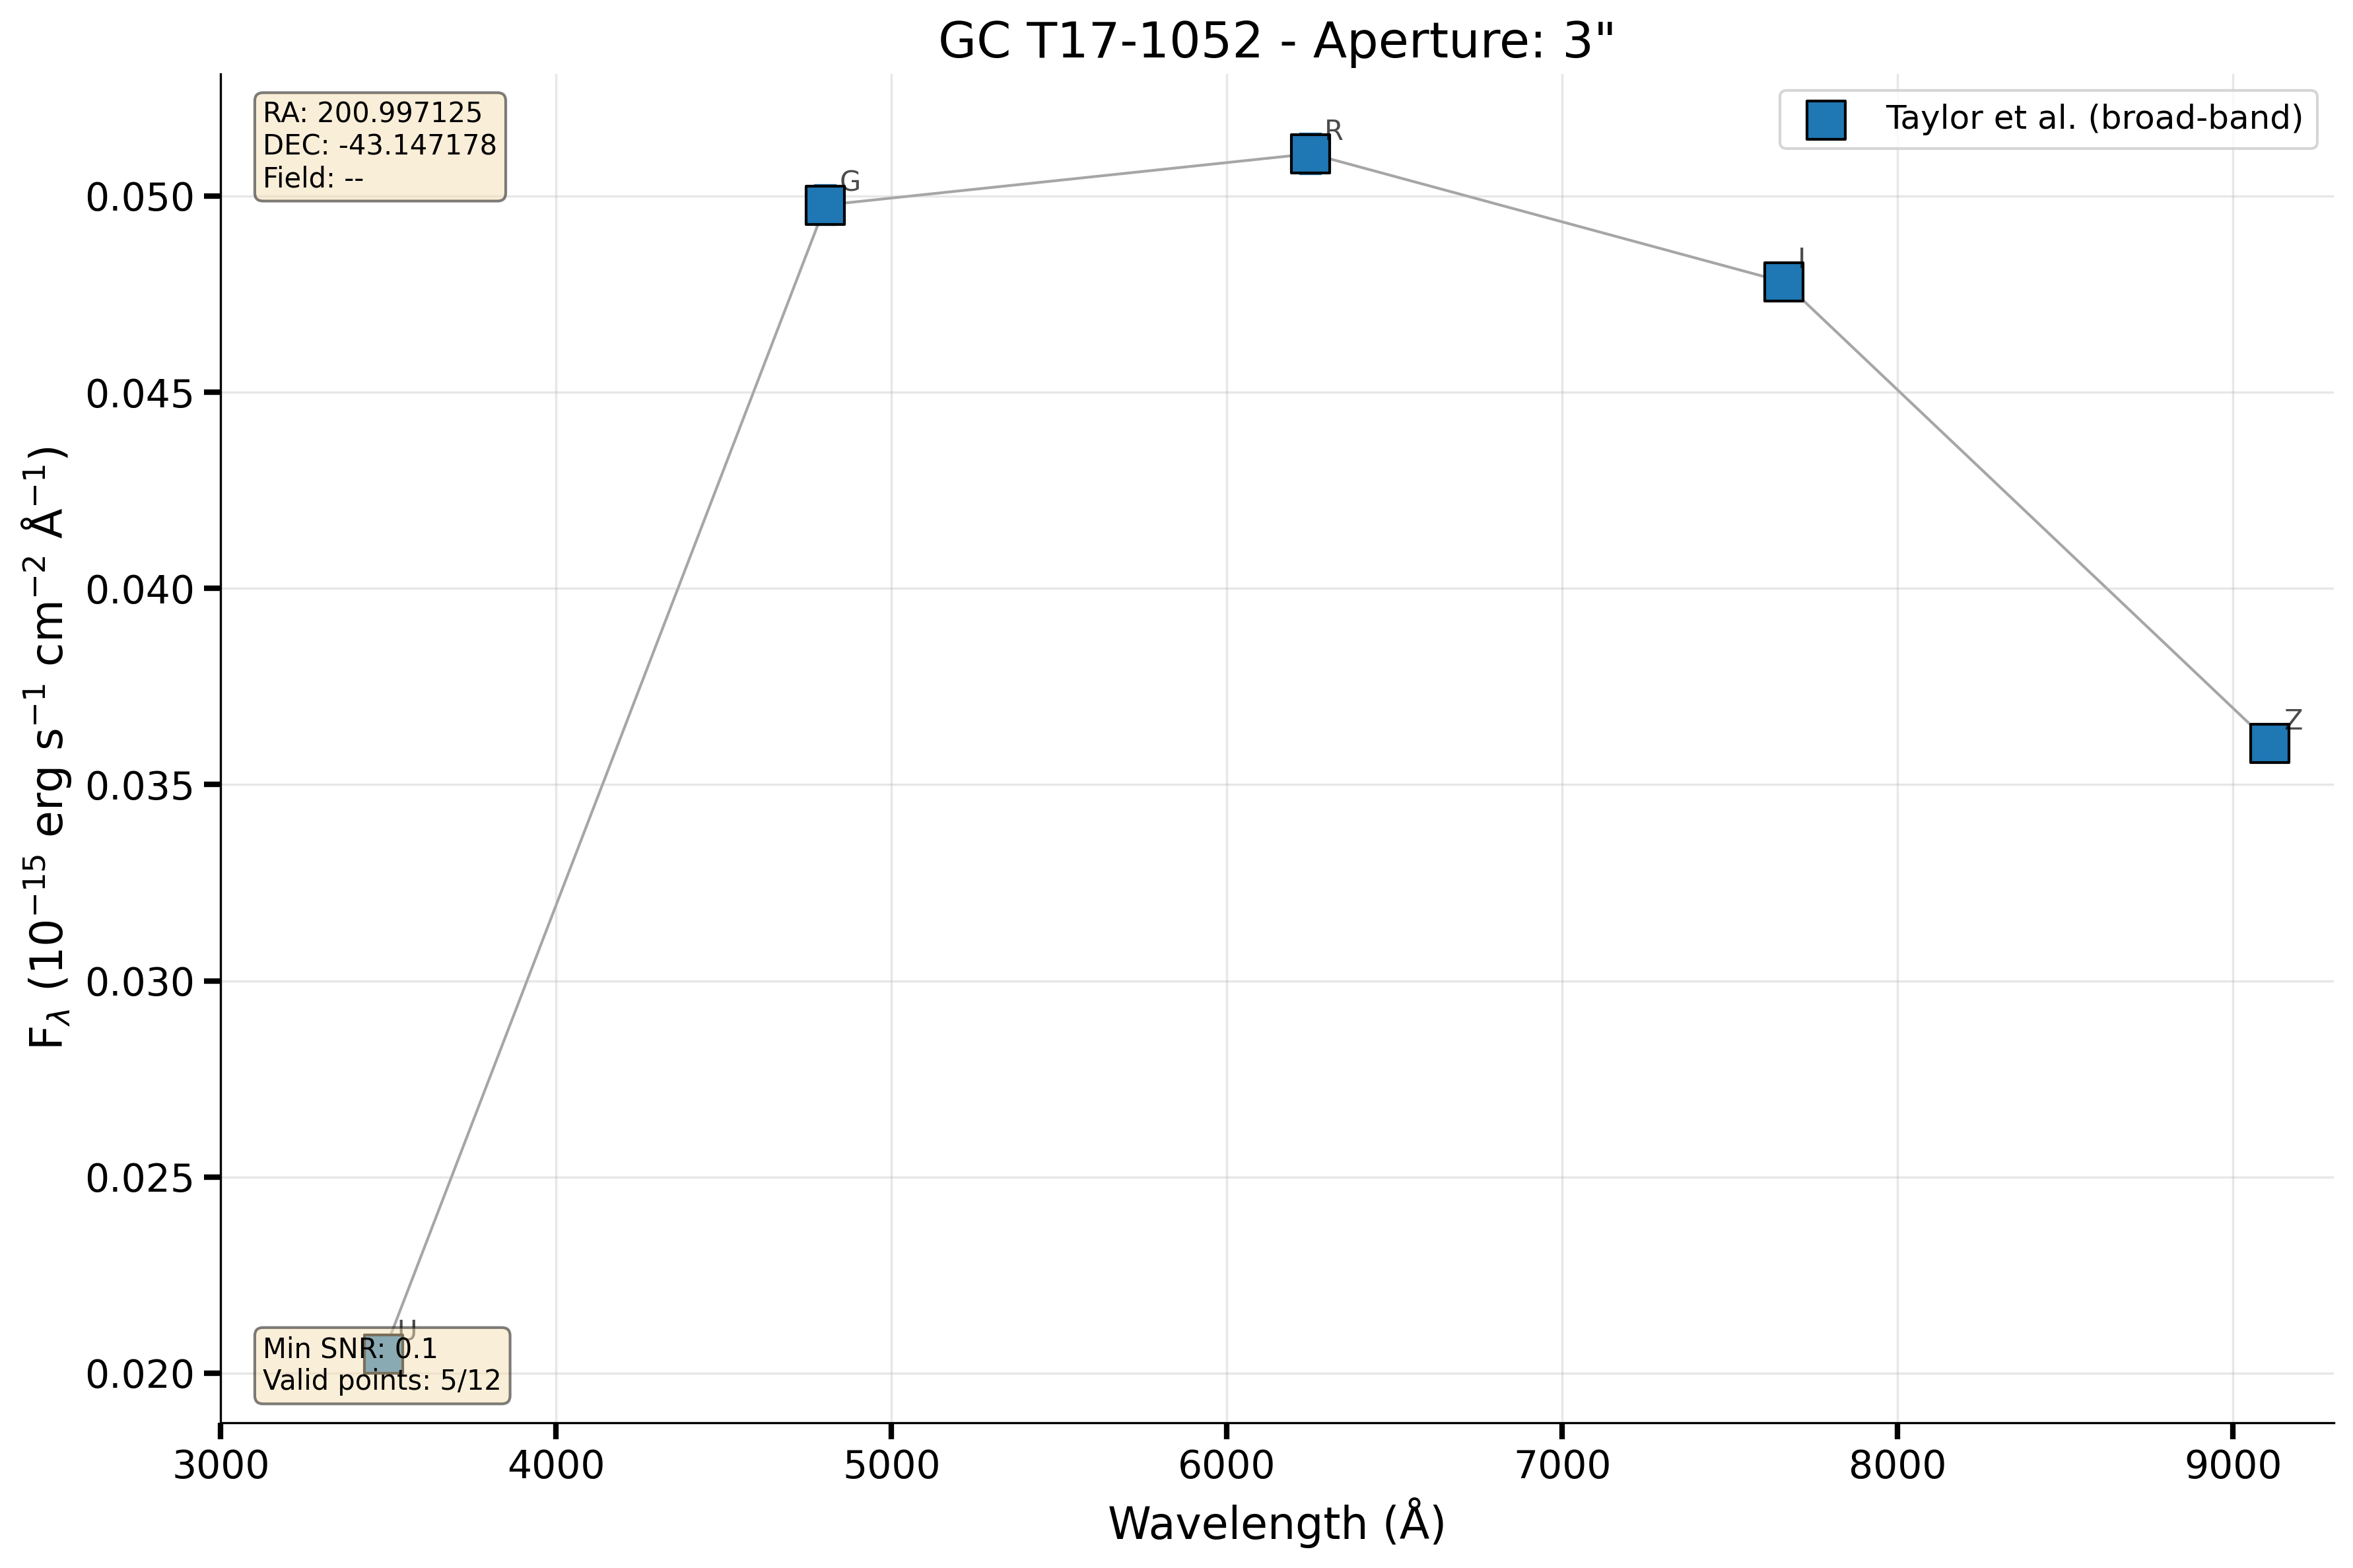 GC T17-1052 - Aperture: 3"
RA: 200.997125
DEC: -43.147178
Field: --
Taylor et al. (broad-band)
R
G
I
Z
U
Min SNR: 0.1
Valid points: 5/12
0.050
0.045
0.040
0.035
0.030
0.025
0.020
F_λ (10⁻¹⁵ erg s⁻¹ cm⁻² Å⁻¹)
3000 4000 5000 6000 7000 8000 9000
Wavelength (Å)